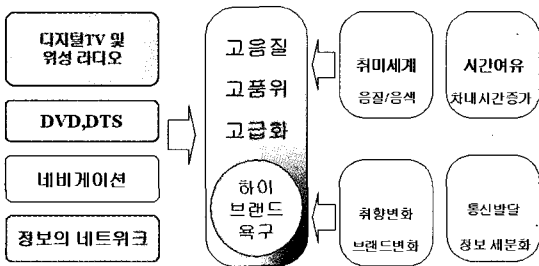 디지털TV 및
위성 라디오
DVD,DTS
네비게이션
정보의 네트워크
고음질
고품위
고급화
하이
브랜드
욕구
취미세계
음질/음색
시간여유
차내시간증가
취향변화
브랜드변화
통신발달
정보 세분화